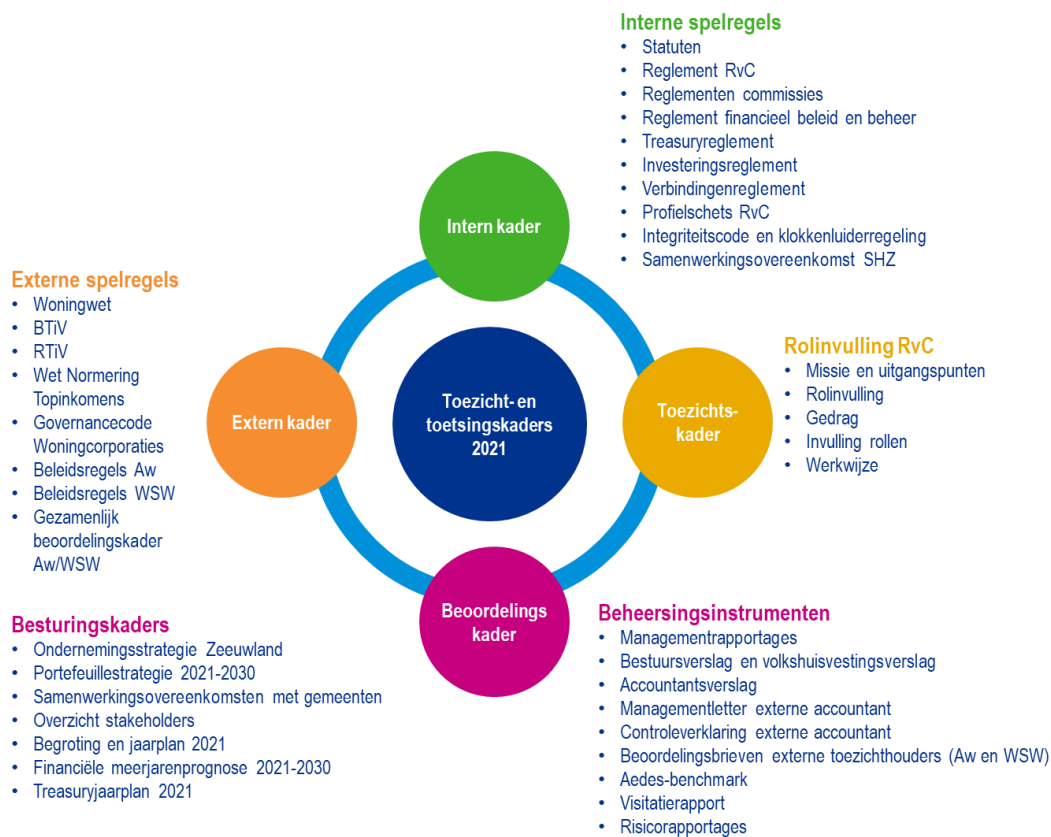 Interne spelregels
• Statuten
• Reglement RvC
• Reglementen commissies
• Reglement financieel beleid en beheer
• Treasuryreglement
• Investeringsreglement
• Verbindingenreglement
• Profielschets RvC
• Integriteitscode en klokkenluiderregeling
• Samenwerkingsovereenkomst SHZ
Intern kader
Externe spelregels
• Woningwet
• BTiV
• RTiV
• Wet Normering
Topinkomens
• Governancecode
Woningcorporaties
• Beleidsregels Aw
• Beleidsregels WSW
• Gezamenlijk
beoordelingskader
Aw/WSW
Extern kader
Toezicht- en
toetsingskaders
2021
Toezichts-
kader
Rolinvulling RvC
• Missie en uitgangspunten
• Rolinvulling
• Gedrag
• Invulling rollen
• Werkwijze
Beoordelings
kader
Besturingskaders
• Ondernemingsstrategie Zeeuwland
• Portefeuillestrategie 2021-2030
• Samenwerkingsovereenkomsten met gemeenten
• Overzicht stakeholders
• Begroting en jaarplan 2021
• Financiële meerjarenprognose 2021-2030
• Treasuryjaarplan 2021
Beheersingsinstrumenten
• Managementrapportages
• Bestuursverslag en volkshuisvestingsverslag
• Accountantsverslag
• Managementletter externe accountant
• Controleverklaring externe accountant
• Beoordelingsbrieven externe toezichthouders (Aw en WSW)
• Aedes-benchmark
• Visitatierapport
• Risicorapportages